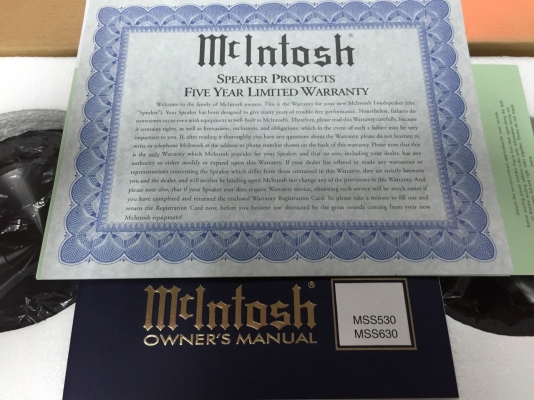 McIntosh®
SPEAKER PRODUCTS
FIVE YEAR LIMITED WARRANTY
Welcome to the family of McIntosh owners. This is the Warranty for your new McIntosh Loudspeaker (the
"Speaker"). Your Speaker has been designed to give many years of trouble free performance. Nonetheless, failures do
sometimes occur even with equipment as well-built as McIntosh's. Therefore, please read this Warranty carefully, because
it contains rights, as well as limitations, exclusions, and obligations, which in the event of such a failure may be very
important to you. If, after reading it thoroughly, you have any questions about the Warranty, please do not hesitate to
write or telephone McIntosh at the address or phone number shown on the back of this warranty. Please note that this
is the only Warranty which McIntosh provides for your Speaker, and that no one, including your dealer, has any
authority to either modify or expand upon this Warranty. If your dealer has offered to make any warranties or
representations concerning the Speaker which differ from those contained in this Warranty, they are strictly between
you and the dealer, and will neither be binding upon McIntosh nor change any of the provisions in this Warranty. And
please note also, that if your Speaker ever does require Warranty service, obtaining such service will be much easier if
you have completed and returned the enclosed Warranty Registration Card. So please take a minute to fill out and
return the Registration Card now, before you become too distracted by the great sounds coming from your new
McIntosh equipment!
McIntosh®
OWNER'S MANUAL
MSS530
MSS630